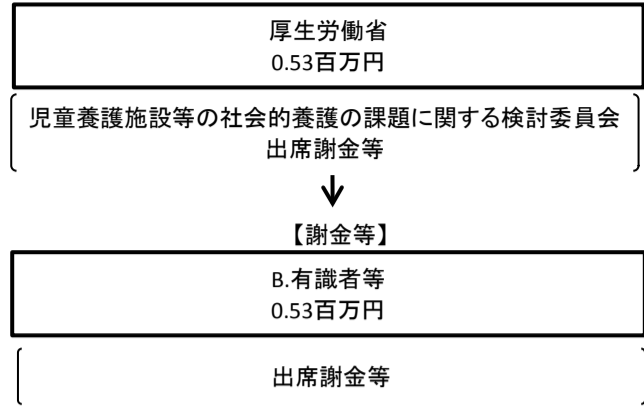 厚生労働省
0.53百万円
児童養護施設等の社会的養護の課題に関する検討委員会
出席謝金等
【謝金等】
B.有識者等
0.53百万円
出席謝金等